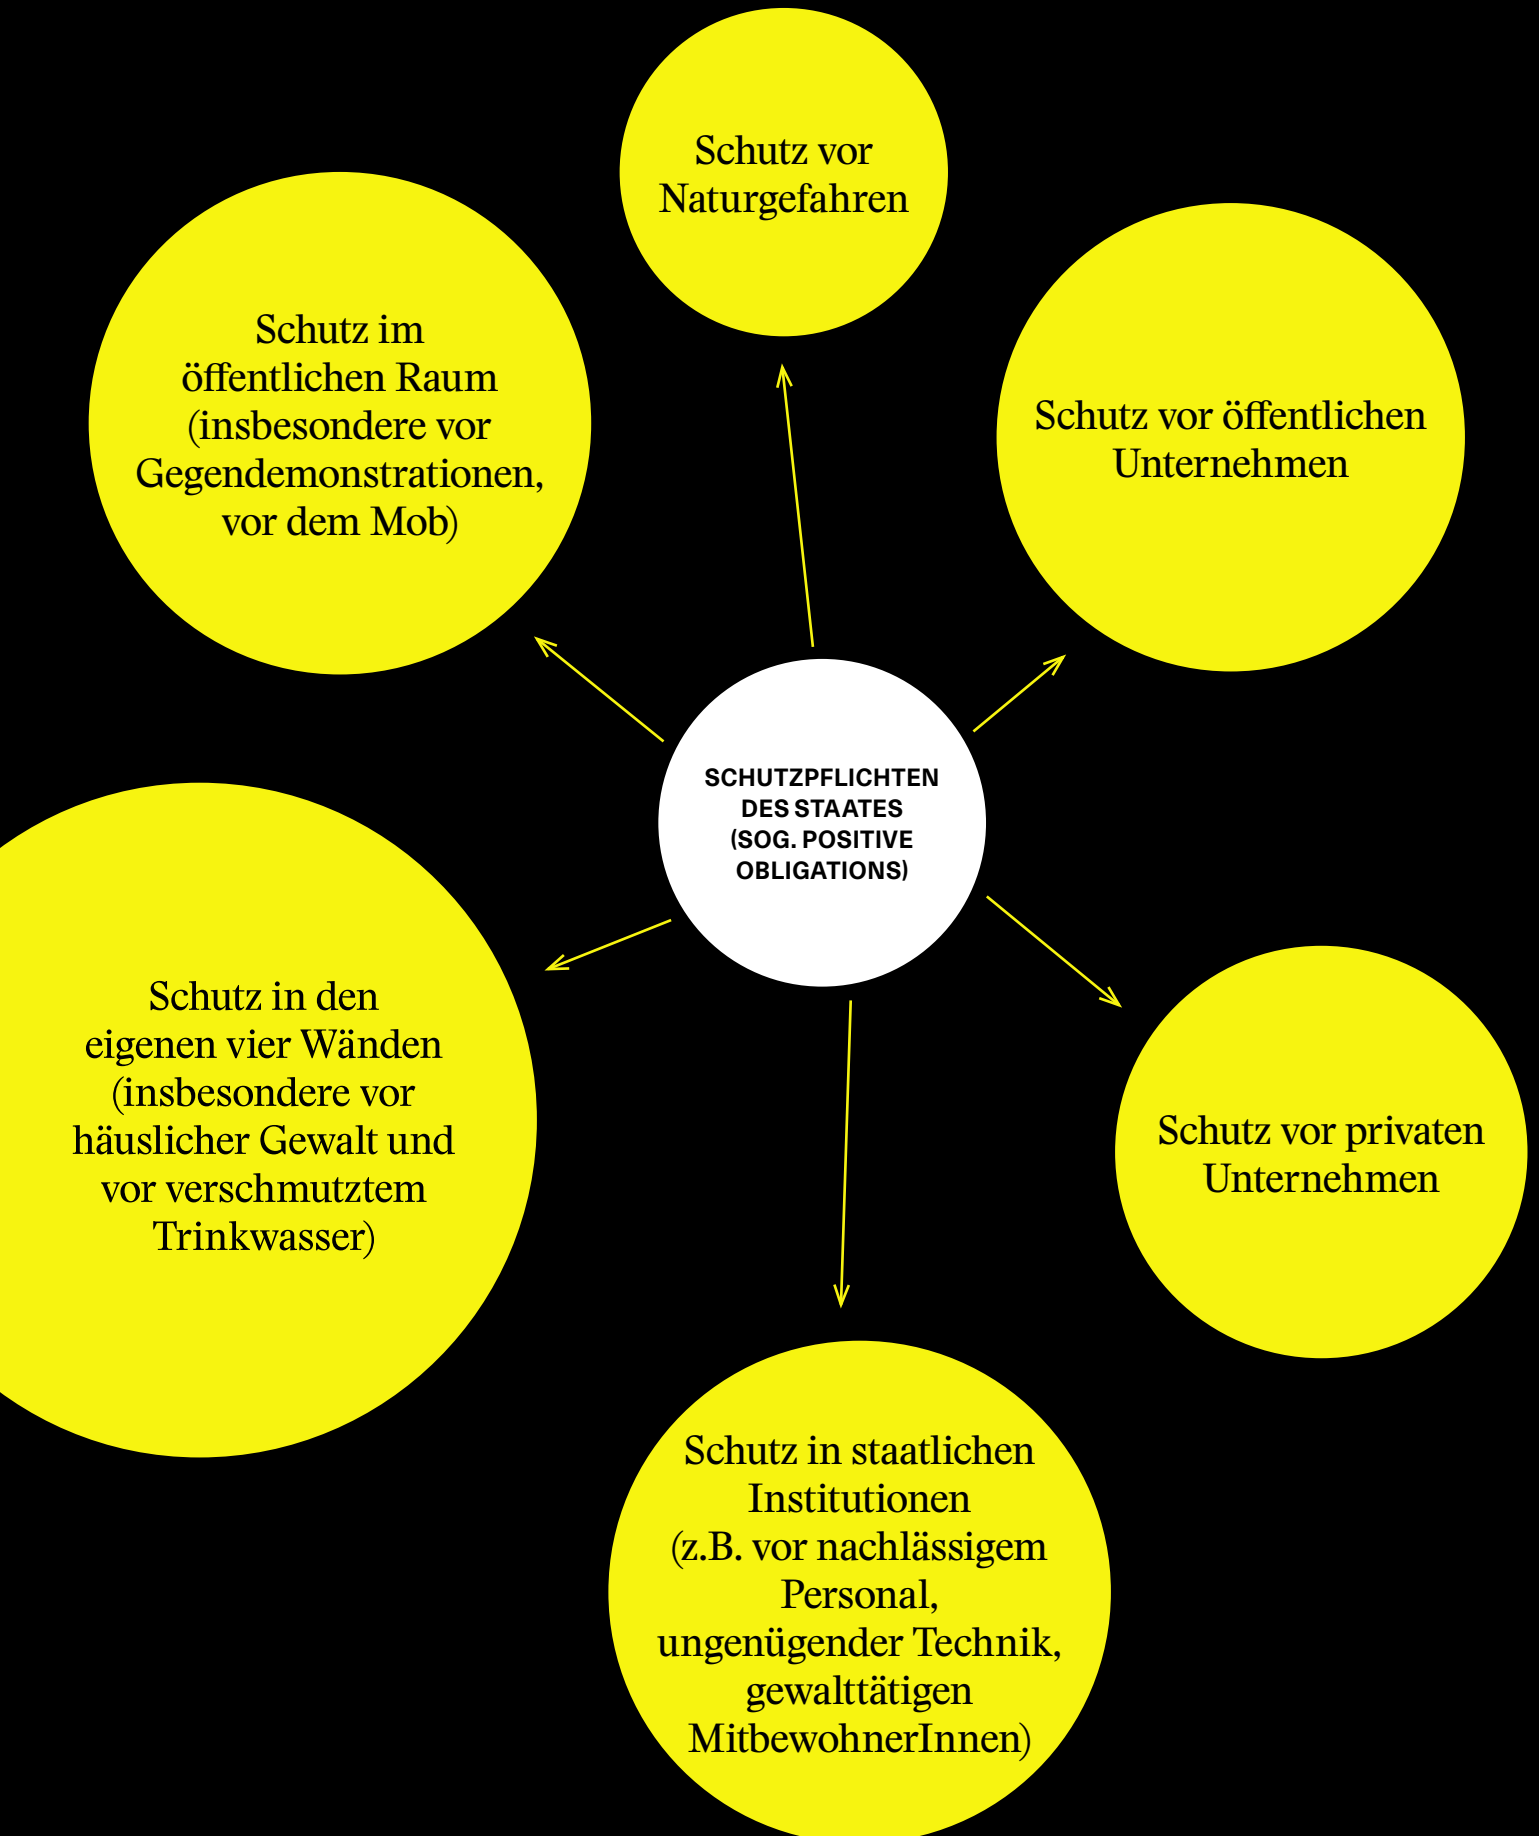 Schutz vor
Naturgefahren
Schutz im
öffentlichen Raum
(insbesondere vor
Gegendemonstrationen,
vor dem Mob)
Schutz vor öffentlichen
Unternehmen
SCHUTZPFLICHTEN
DES STAATES
(SOG. POSITIVE
OBLIGATIONS)
Schutz in den
eigenen vier Wänden
(insbesondere vor
häuslicher Gewalt und
vor verschmutztem
Trinkwasser)
Schutz vor privaten
Unternehmen
Schutz in staatlichen
Institutionen
(z.B. vor nachlässigem
Personal,
ungenügender Technik,
gewalttätigen
MitbewohnerInnen)